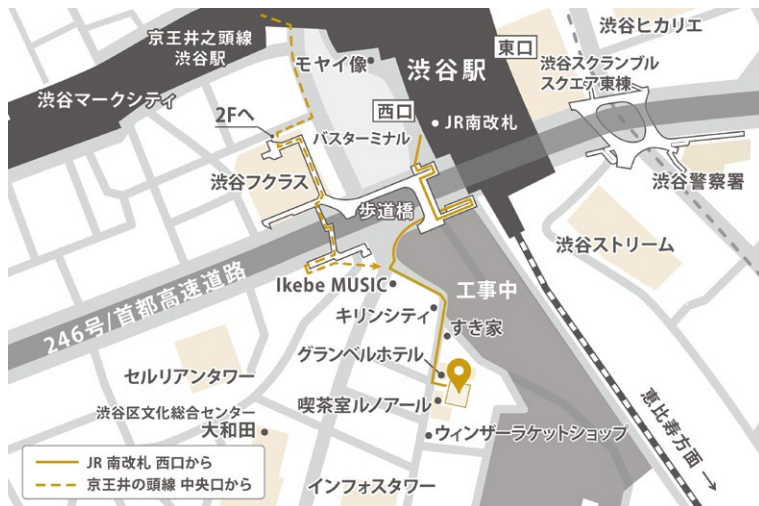 京王井之頭線
渋谷駅
モヤイ像
渋谷駅
東口
渋谷ヒカリエ
渋谷スクランブル
スクエア東棟
渋谷マークシティ
2Fへ
西口
JR南改札
バスターミナル
渋谷フクラス
歩道橋
渋谷警察署
渋谷ストリーム
246号/首都高速道路
Ikebe MUSIC
工事中
キリンシティ
すき家
グランベルホテル
セルリアンタワー
喫茶室ルノアール
渋谷区文化総合センター
大和田
ウィンザーラケットショップ
恵比寿方面→
JR 南改札 西口から
京王井の頭線 中央口から
インフォスタワー